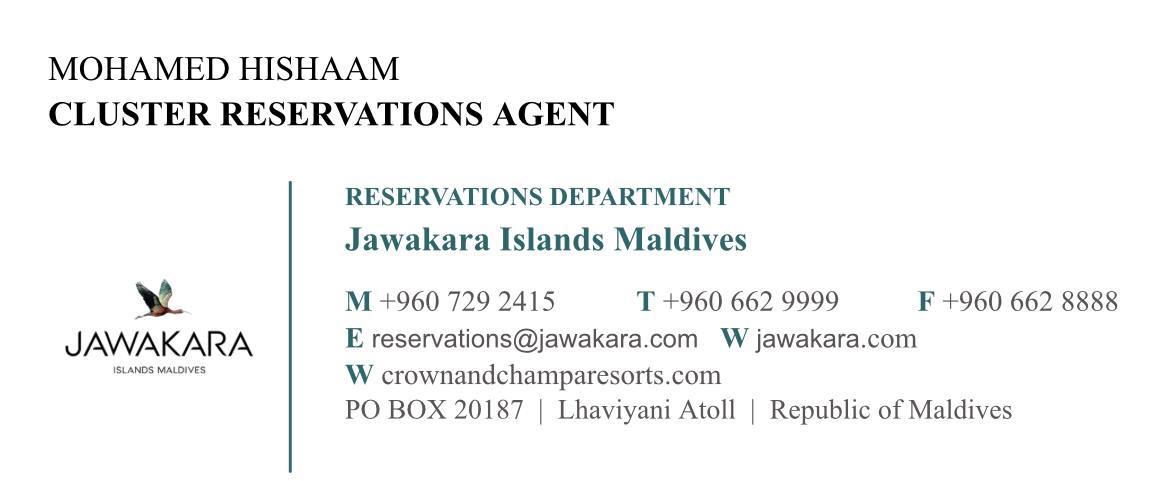 MOHAMED HISHAAM
CLUSTER RESERVATIONS AGENT
JAWAKARA
ISLANDS MALDIVES
RESERVATIONS DEPARTMENT
Jawakara Islands Maldives
M +960 729 2415 T +960 662 9999 F +960 662 8888
E reservations@jawakara.com W jawakara.com
W crownandchamparesorts.com
PO BOX 20187 | Lhaviyani Atoll | Republic of Maldives